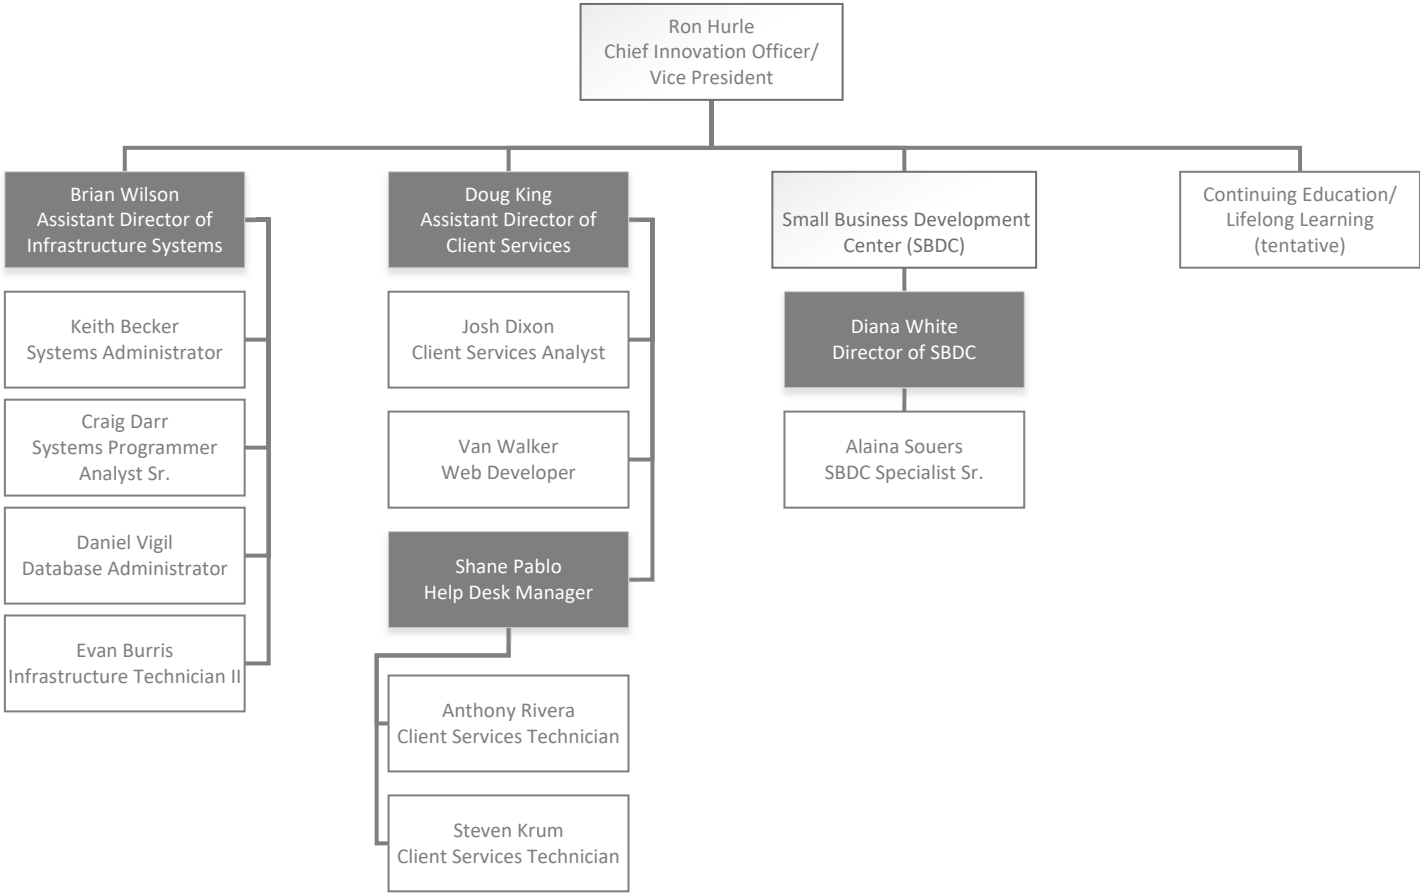 Ron Hurle
Chief Innovation Officer/
Vice President
Brian Wilson
Assistant Director of
Infrastructure Systems
Keith Becker
Systems Administrator
Craig Darr
Systems Programmer
Analyst Sr.
Daniel Vigil
Database Administrator
Evan Burris
Infrastructure Technician II
Doug King
Assistant Director of
Client Services
Josh Dixon
Client Services Analyst
Van Walker
Web Developer
Shane Pablo
Help Desk Manager
Anthony Rivera
Client Services Technician
Steven Krum
Client Services Technician
Small Business Development
Center (SBDC)
Diana White
Director of SBDC
Alaina Souers
SBDC Specialist Sr.
Continuing Education/
Lifelong Learning
(tentative)